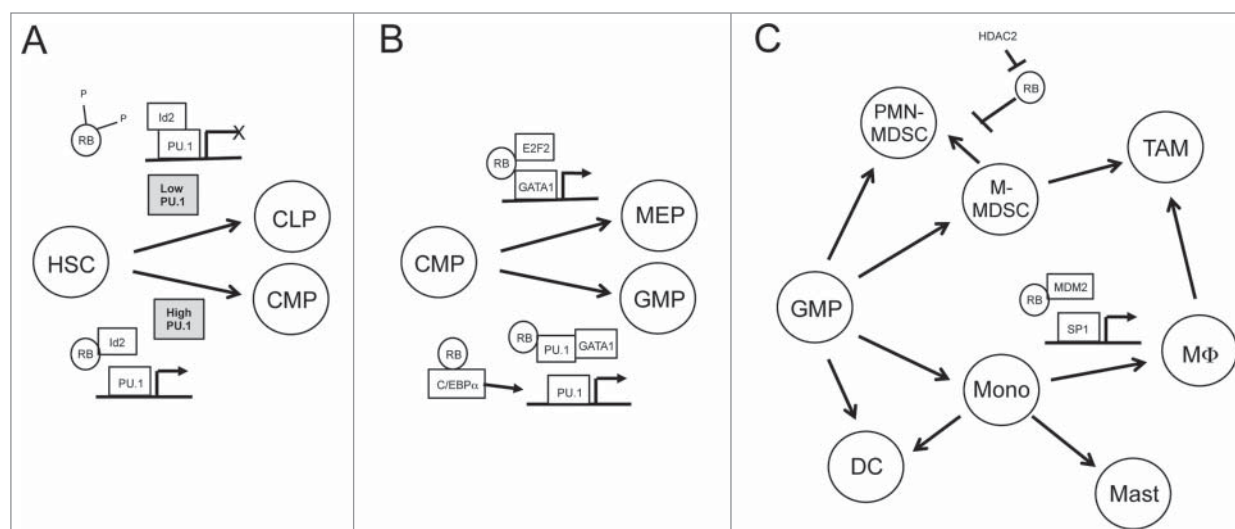 A
P
P
RB
Id2
PU.1
X
Low
PU.1
HSC
CLP
CMP
High
PU.1
RB
Id2
PU.1
B
RB
E2F2
GATA1
CMP
MEP
GMP
RB
PU.1
GATA1
RB
C/EBPα
PU.1
C
HDAC2
RB
PMN-
MDSC
M-
MDSC
TAM
GMP
RB
MDM2
SP1
MΦ
Mono
DC
Mast